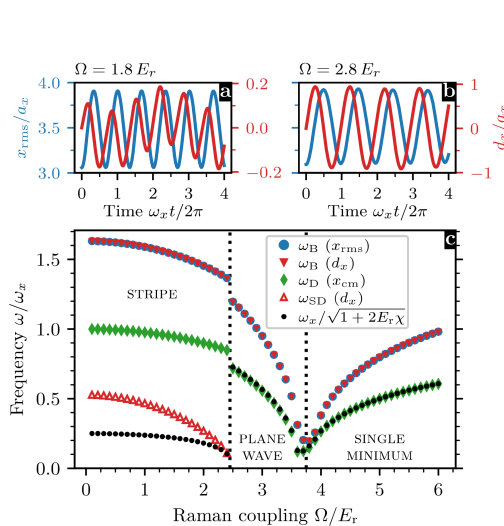 Ω = 1.8 E_r
Ω = 2.8 E_r
a
b
4.0
3.5
3.0
x_rms/a_x
0.2
0.0
−0.2
1
0
−1
d_x/a_x
0 1 2 3 4
0 1 2 3 4
Time ω_x t/2π
Time ω_x t/2π
c
ω_B (x_rms)
ω_B (d_x)
ω_D (x_cm)
ω_SD (d_x)
ω_x/√1 + 2E_rχ
STRIPE
PLANE
WAVE
SINGLE
MINIMUM
1.5
1.0
0.5
0.0
Frequency ω/ω_x
0 1 2 3 4 5 6
Raman coupling Ω/E_r